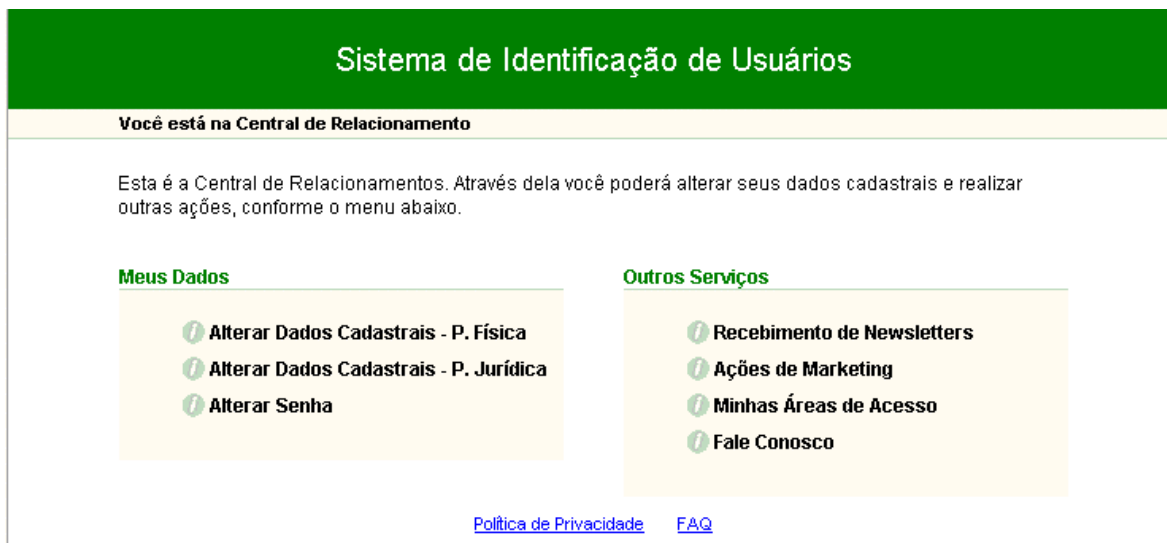 Sistema de Identificação de Usuários
Você está na Central de Relacionamento
Esta é a Central de Relacionamentos. Através dela você poderá alterar seus dados cadastrais e realizar
outras ações, conforme o menu abaixo.
Meus Dados
Alterar Dados Cadastrais - P. Física
Alterar Dados Cadastrais - P. Jurídica
Alterar Senha
Outros Serviços
Recebimento de Newsletters
Ações de Marketing
Minhas Áreas de Acesso
Fale Conosco
Política de Privacidade FAQ